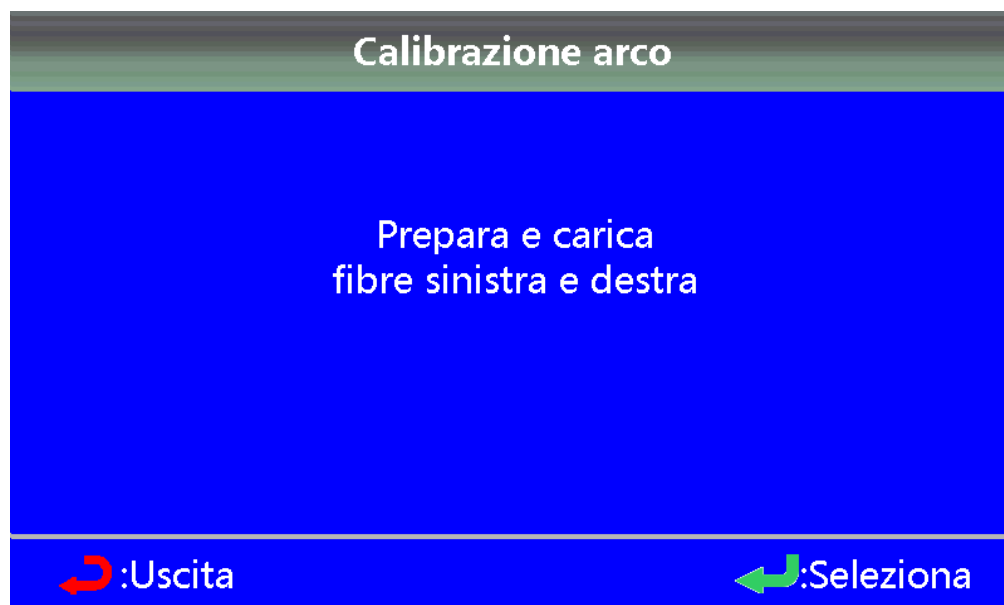 Calibrazione arco
Prepara e carica
fibre sinistra e destra
:Uscita
:Seleziona